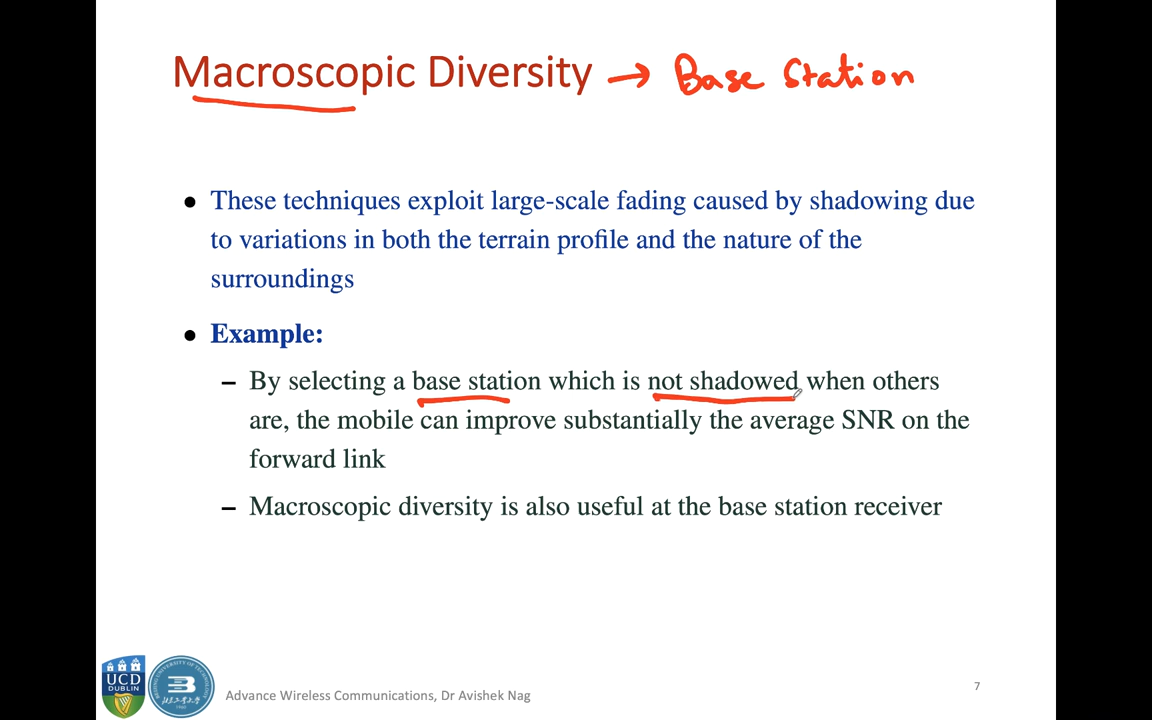 Macroscopic Diversity → Base Station
● These techniques exploit large-scale fading caused by shadowing due
to variations in both the terrain profile and the nature of the
surroundings
● Example:
– By selecting a base station which is not shadowed when others
are, the mobile can improve substantially the average SNR on the
forward link
– Macroscopic diversity is also useful at the base station receiver
UCD
DUBLIN
Advance Wireless Communications, Dr Avishek Nag
7